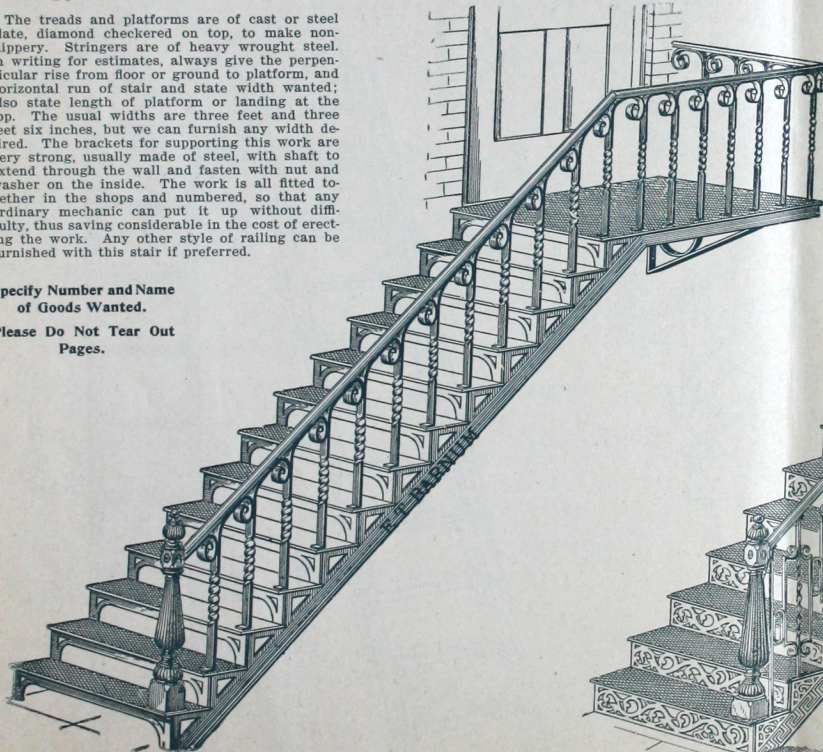 The treads and platforms are of cast or steel
late, diamond checkered on top, to make non-
lippery. Stringers are of heavy wrought steel.
n writing for estimates, always give the perpen-
icular rise from floor or ground to platform, and
orizontal run of stair and state width wanted;
lso state length of platform or landing at the
op. The usual widths are three feet and three
eet six inches, but we can furnish any width de-
ired. The brackets for supporting this work are
ery strong, usually made of steel, with shaft to
xtend through the wall and fasten with nut and
asher on the inside. The work is all fitted to-
ether in the shops and numbered, so that any
rdinary mechanic can put it up without diffi-
ulty, thus saving considerable in the cost of erect-
ng the work. Any other style of railing can be
urnished with this stair if preferred.
pecify Number and Name
of Goods Wanted.
lease Do Not Tear Out
Pages.
E.T. BARNUM